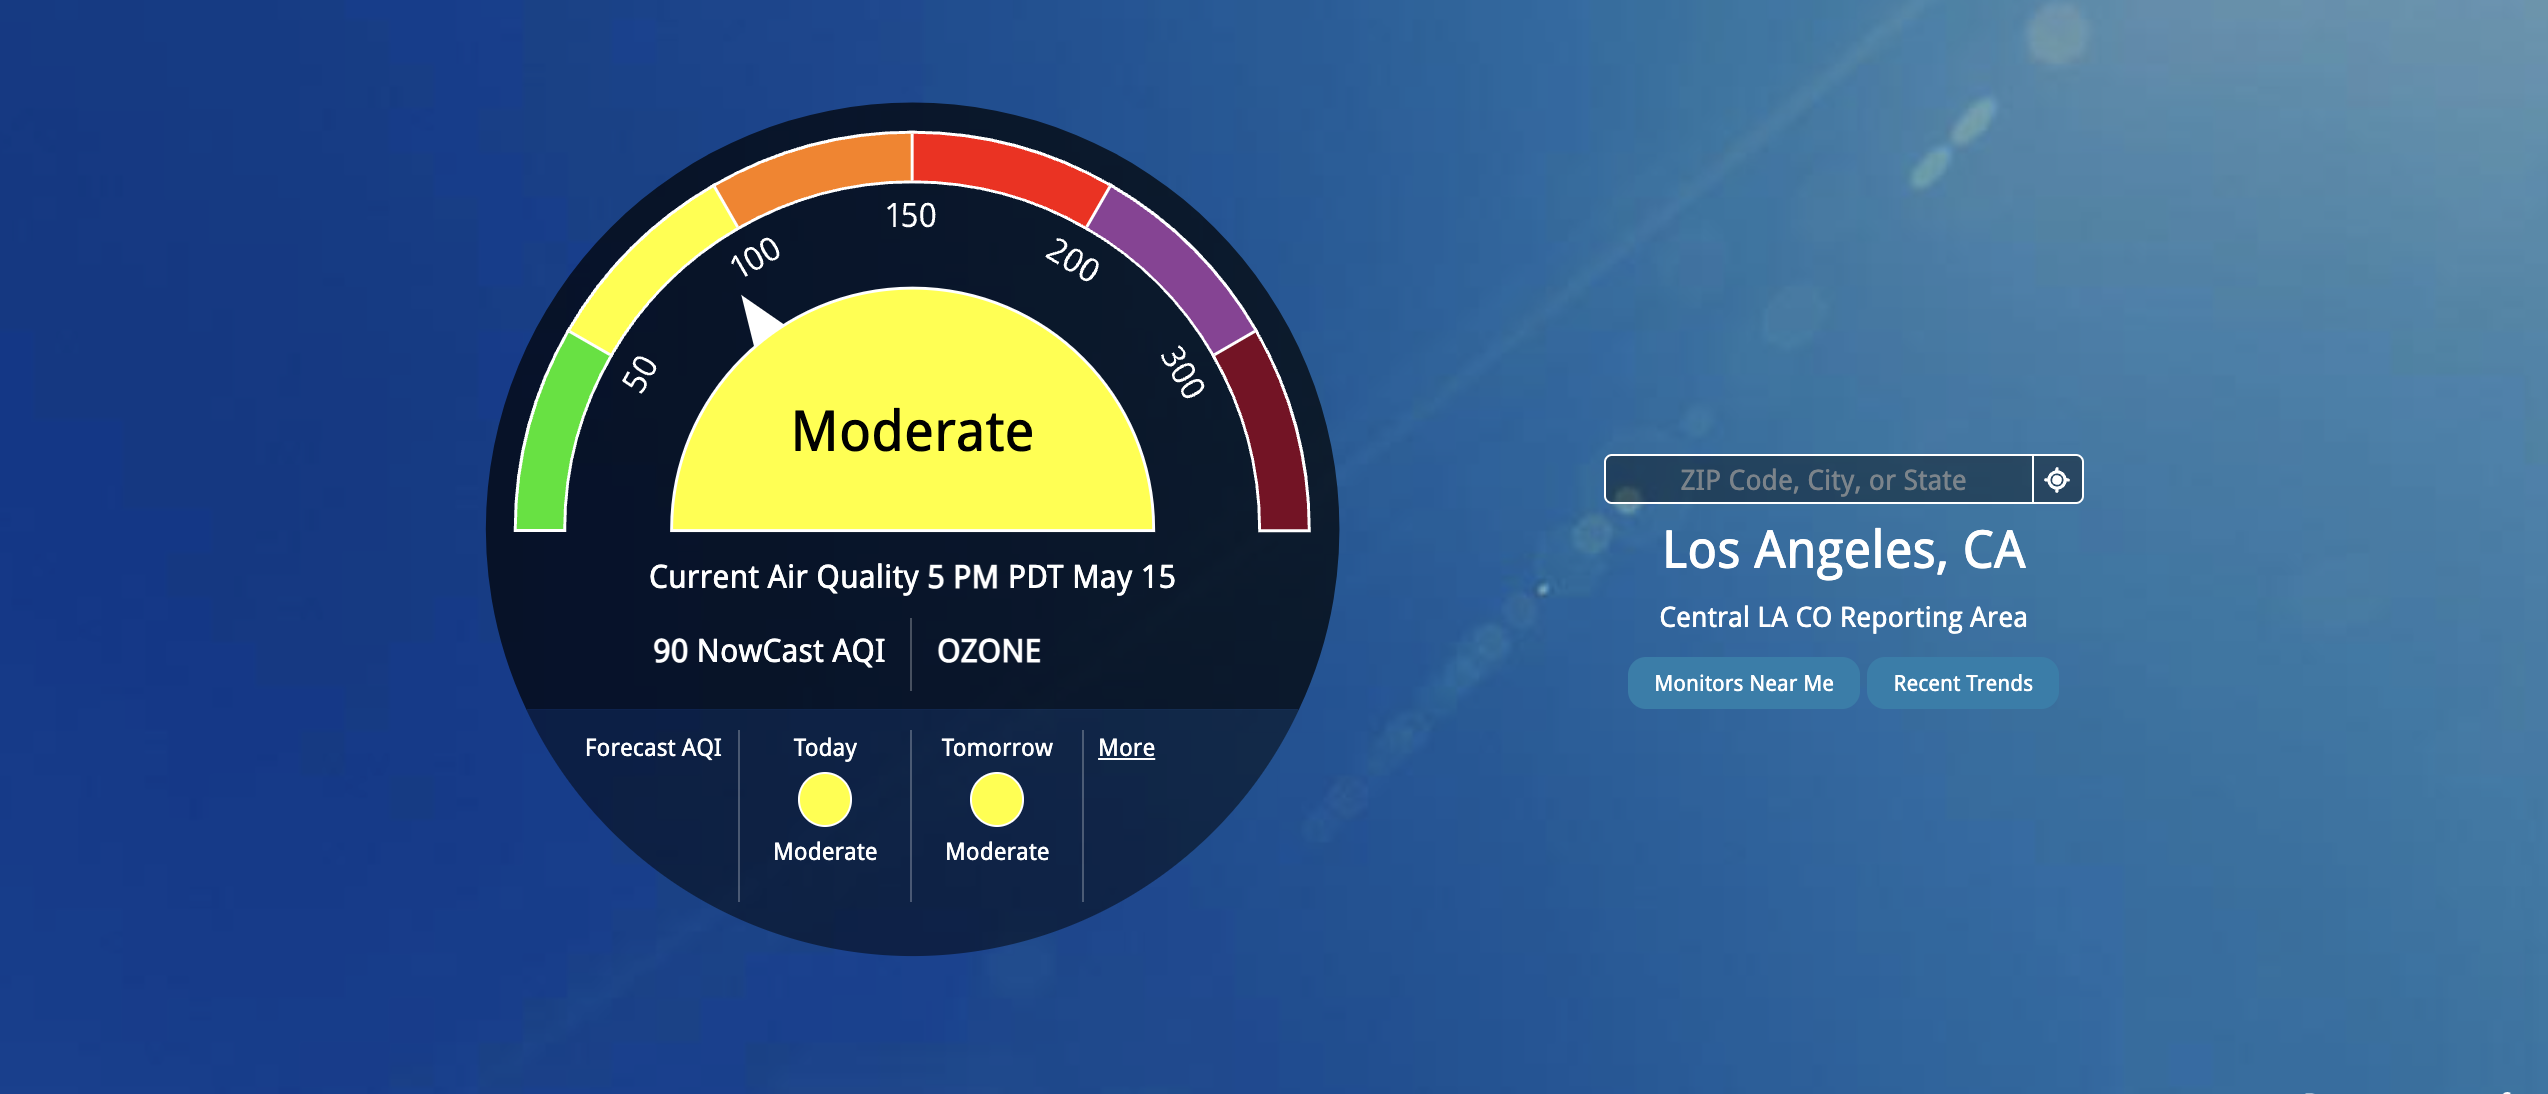 50
100
150
200
300
Moderate
Current Air Quality 5 PM PDT May 15
90 NowCast AQI
OZONE
Forecast AQI
Today
Moderate
Tomorrow
Moderate
More
ZIP Code, City, or State
Los Angeles, CA
Central LA CO Reporting Area
Monitors Near Me
Recent Trends